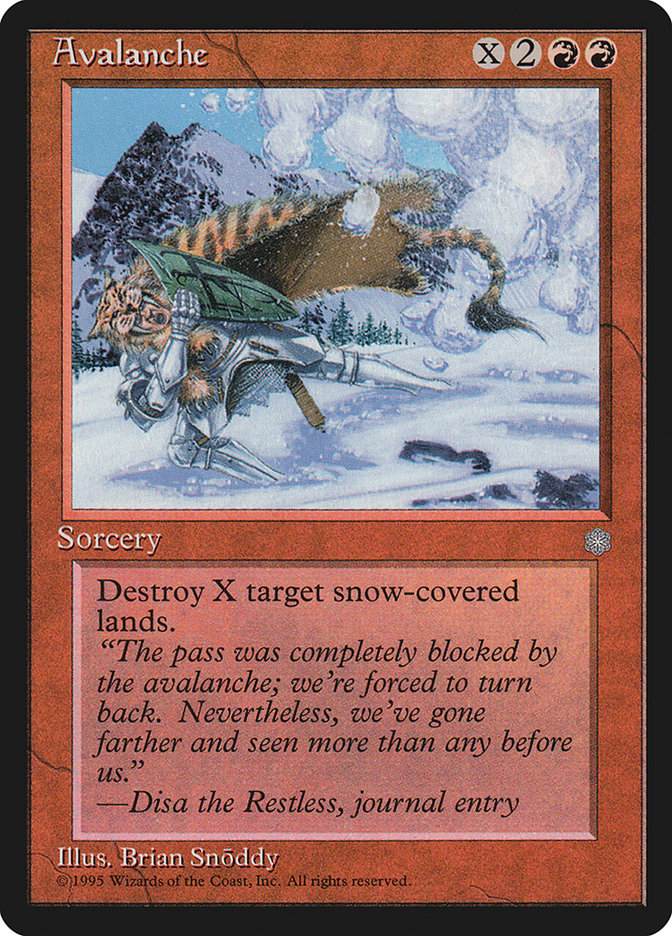 Avalanche X 2
Sorcery
Destroy X target snow-covered
lands.
“The pass was completely blocked by
the avalanche; we’re forced to turn
back. Nevertheless, we’ve gone
farther and seen more than any before
us.”
—Disa the Restless, journal entry
Illus. Brian Snōddy
©1995 Wizards of the Coast, Inc. All rights reserved.